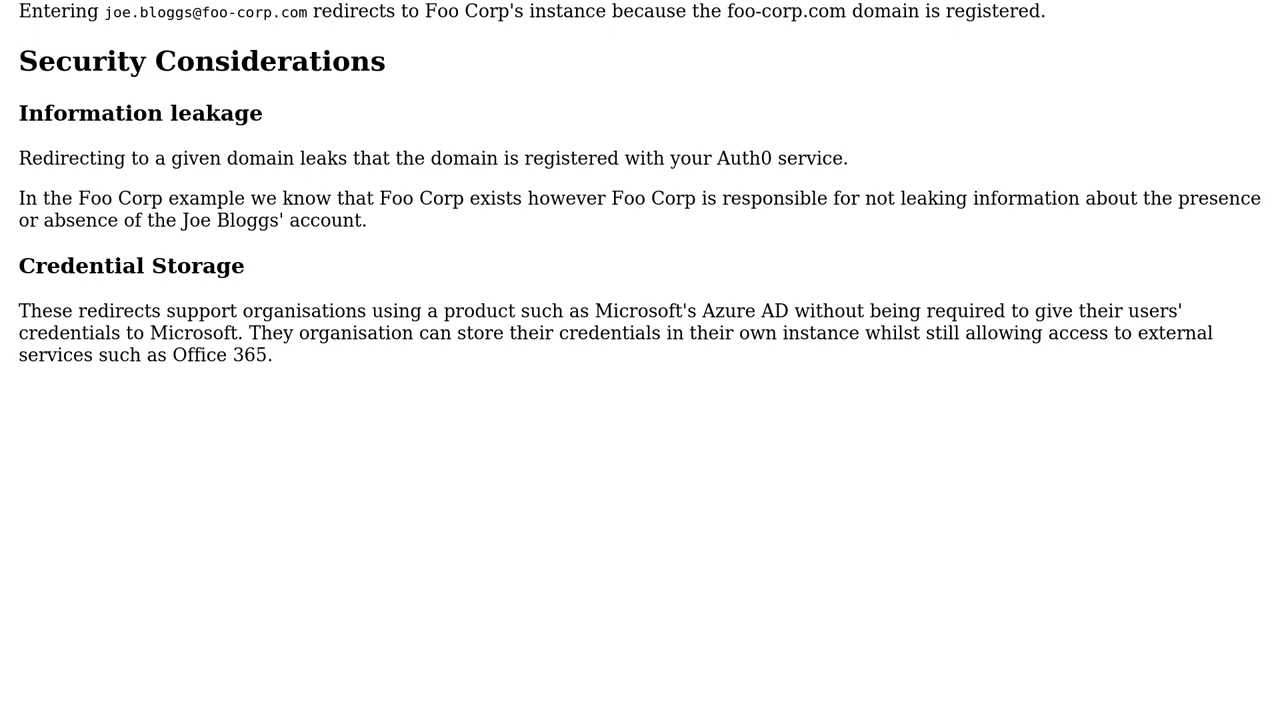 Entering joe.bloggs@foo-corp.com redirects to Foo Corp's instance because the foo-corp.com domain is registered.
Security Considerations
Information leakage
Redirecting to a given domain leaks that the domain is registered with your Auth0 service.
In the Foo Corp example we know that Foo Corp exists however Foo Corp is responsible for not leaking information about the presence
or absence of the Joe Bloggs' account.
Credential Storage
These redirects support organisations using a product such as Microsoft's Azure AD without being required to give their users'
credentials to Microsoft. They organisation can store their credentials in their own instance whilst still allowing access to external
services such as Office 365.